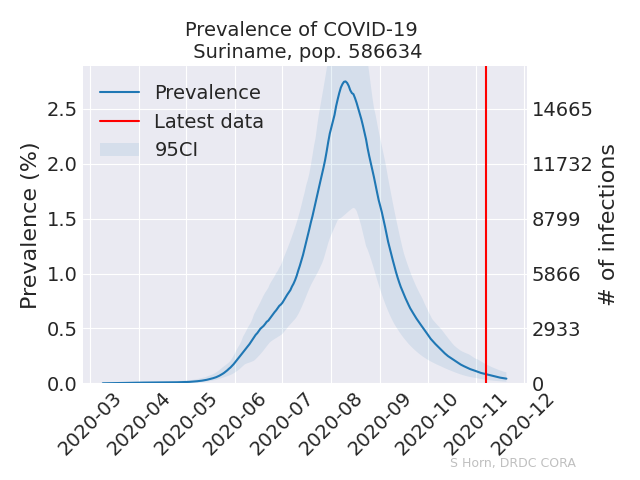 Prevalence of COVID-19
Suriname, pop. 586634
Prevalence
Latest data
95CI
Prevalence (%)
2.5
2.0
1.5
1.0
0.5
0.0
14665
11732
8799
5866
2933
0
# of infections
2020-03
2020-04
2020-05
2020-06
2020-07
2020-08
2020-09
2020-10
2020-11
2020-12
S Horn, DRDC CORA